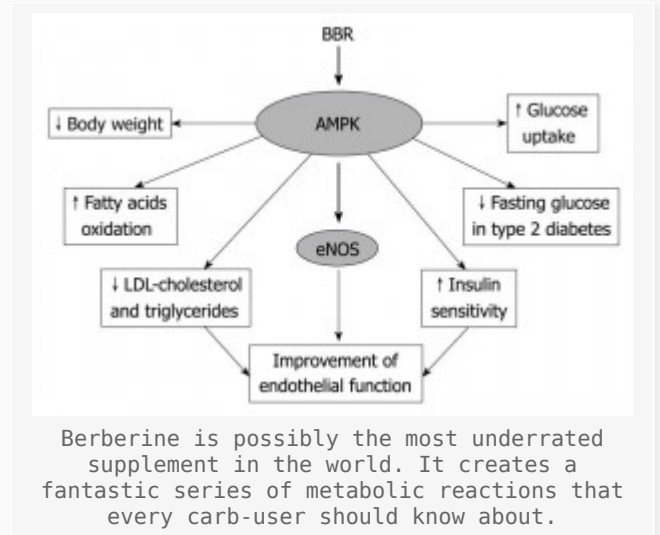 BBR
AMPK
↓ Body weight
↑ Glucose
uptake
↑ Fatty acids
oxidation
↓ Fasting glucose
in type 2 diabetes
eNOS
↓ LDL-cholesterol
and triglycerides
↑ Insulin
sensitivity
Improvement of
endothelial function
Berberine is possibly the most underrated
supplement in the world. It creates a
fantastic series of metabolic reactions that
every carb-user should know about.